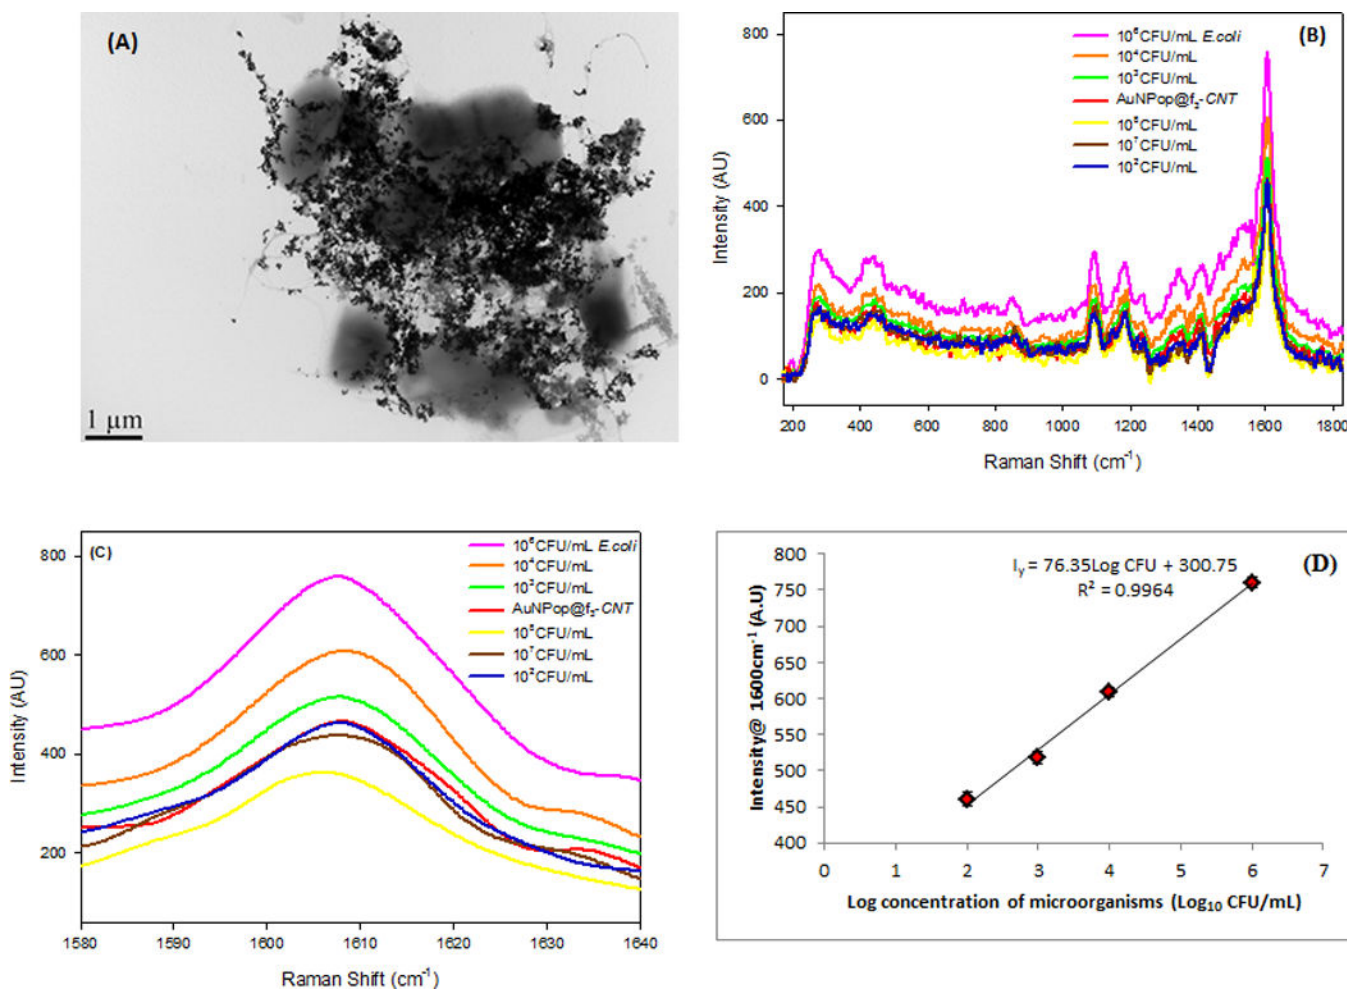 (A)
1 µm
(B)
10⁶CFU/mL E.coli
10⁴CFU/mL
10³CFU/mL
AuNPop@f₃-CNT
10⁵CFU/mL
10⁷CFU/mL
10²CFU/mL
Intensity (AU)
800
600
400
200
0
200 400 600 800 1000 1200 1400 1600 1800
Raman Shift (cm⁻¹)
(C)
10⁶CFU/mL E.coli
10⁴CFU/mL
10³CFU/mL
AuNPop@f₃-CNT
10⁵CFU/mL
10⁷CFU/mL
10²CFU/mL
Intensity (AU)
800
600
400
200
1580 1590 1600 1610 1620 1630 1640
Raman Shift (cm⁻¹)
(D)
Iᵧ = 76.35Log CFU + 300.75
R² = 0.9964
Intensity@ 1600cm⁻¹ (A.U)
800
750
700
650
600
550
500
450
400
0 1 2 3 4 5 6 7
Log concentration of microorganisms (Log₁₀ CFU/mL)